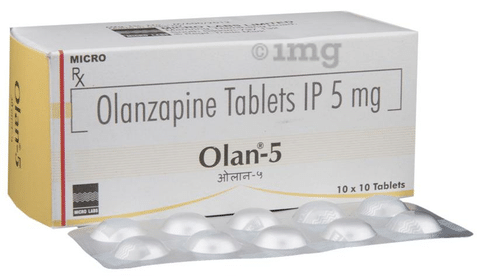 ©1mg
MICRO
Rx
Olanzapine Tablets IP 5 mg
Olan®-5
ओलान-५
10 x 10 Tablets
MICRO LABS